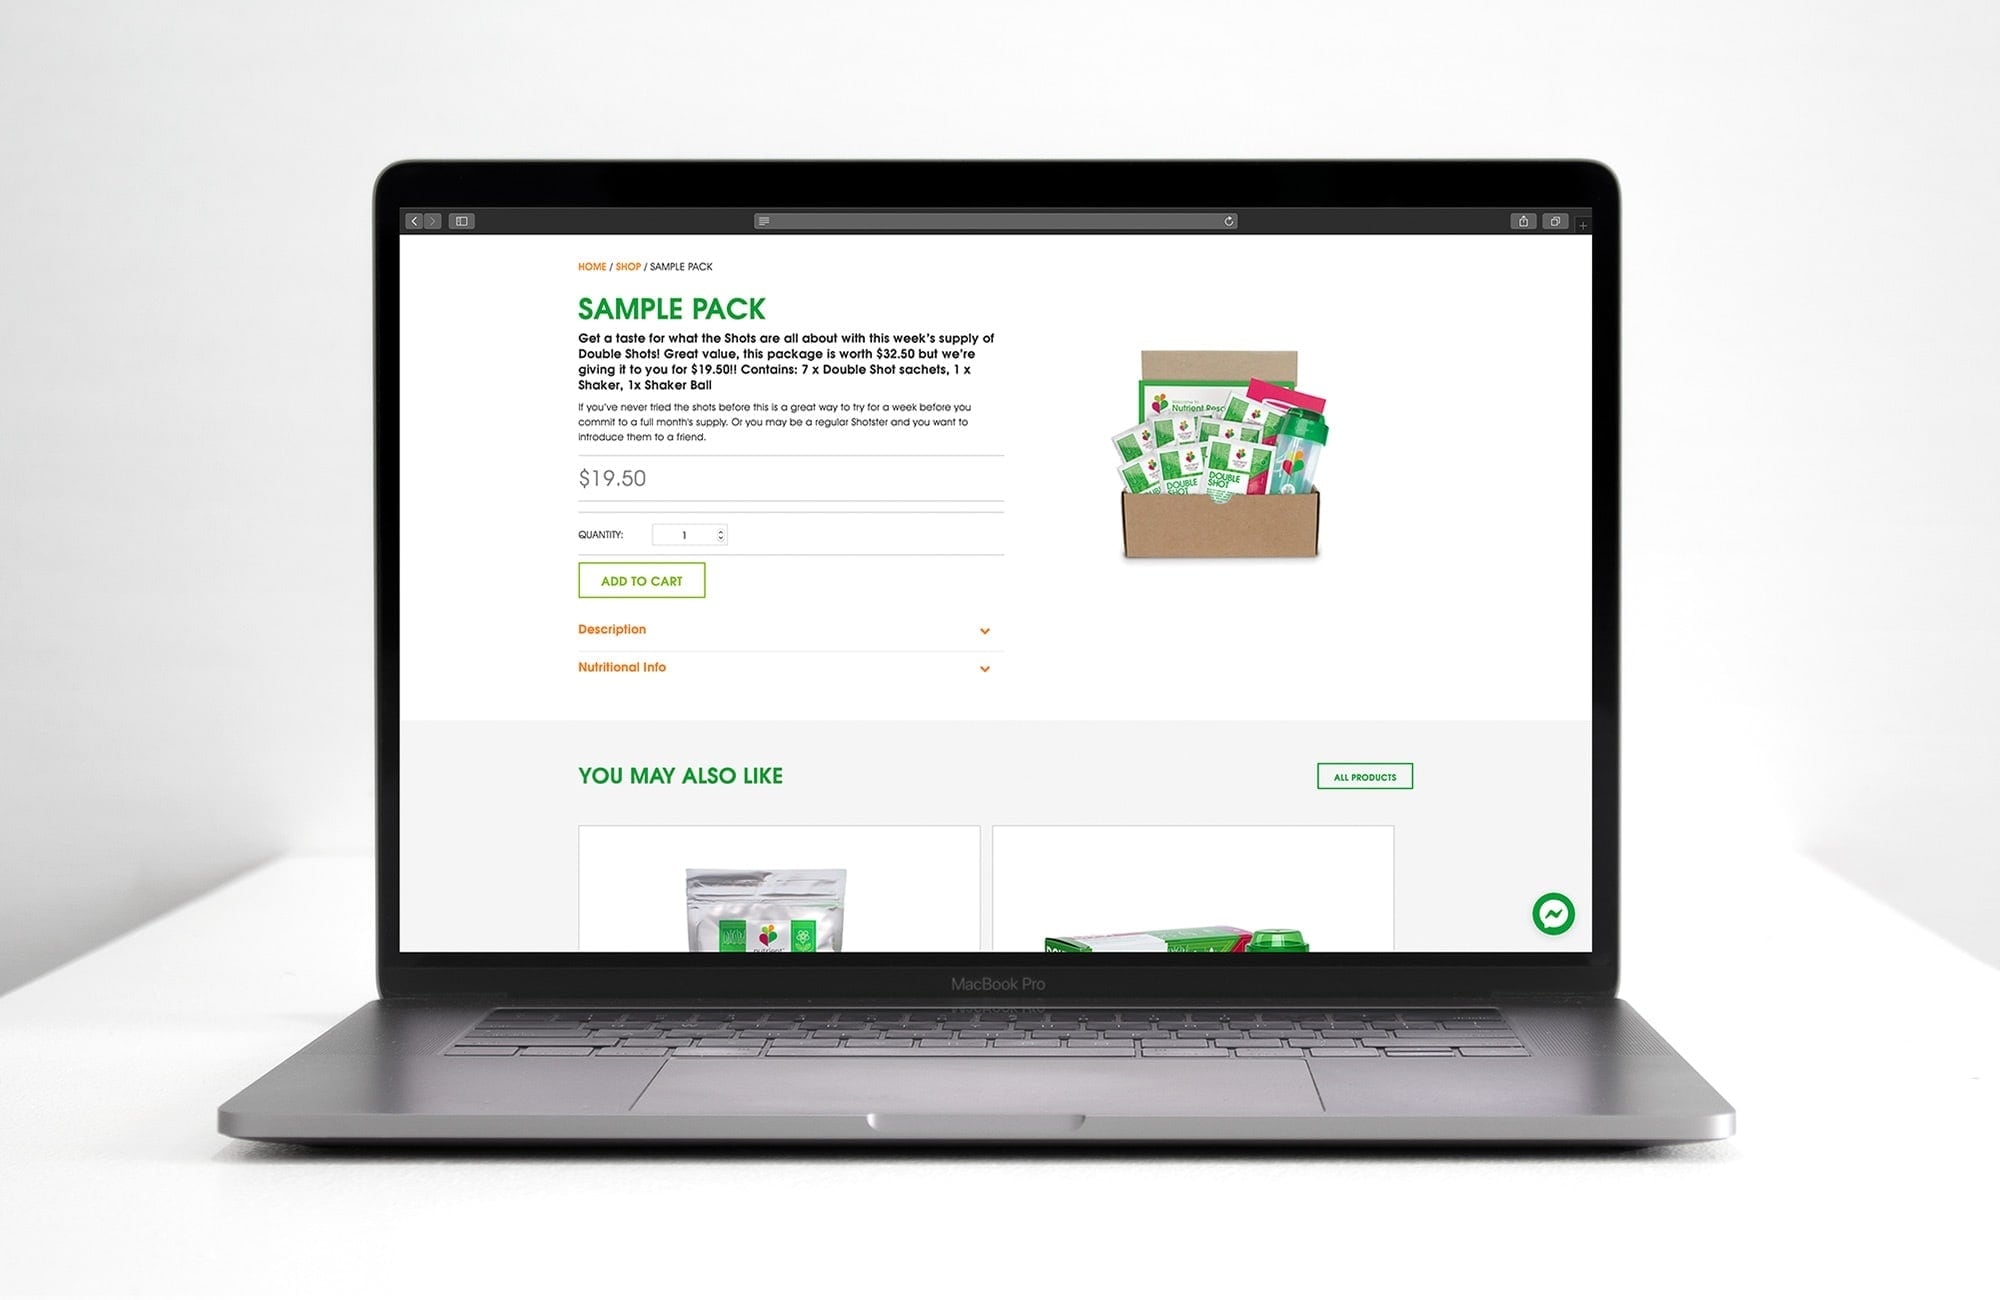 HOME / SHOP / SAMPLE PACK
SAMPLE PACK
Get a taste for what the Shots are all about with this week's supply of
Double Shots! Great value, this package is worth $32.50 but we're
giving it to you for $19.50!! Contains: 7 x Double Shot sachets, 1 x
Shaker, 1x Shaker Ball
If you've never tried the shots before this is a great way to try for a week before you
commit to a full month's supply. Or you may be a regular Shotster and you want to
introduce them to a friend.
$19.50
QUANTITY:
1
ADD TO CART
Description
Nutritional Info
Welcome to
Nutrient
DOUBLE
SHOT
DOUBLE
SHOT
YOU MAY ALSO LIKE
ALL PRODUCTS
nutrient
MacBook Pro